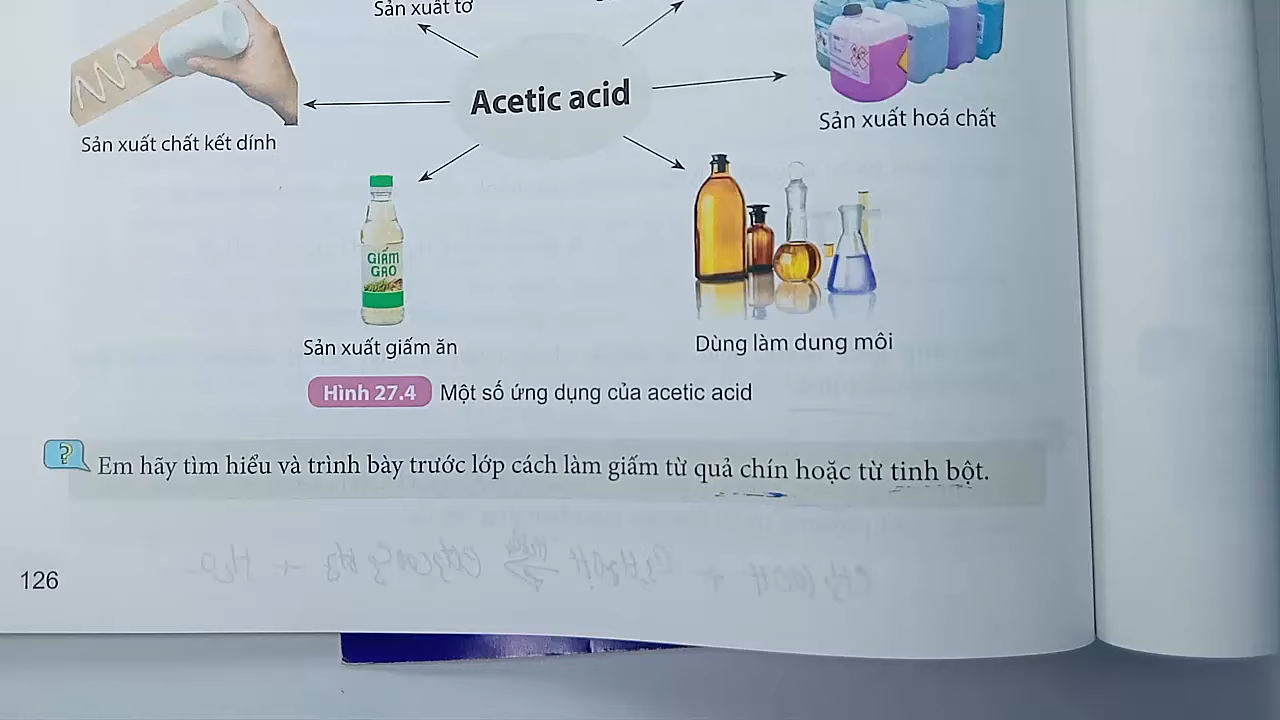 Sản xuất tơ
Acetic acid
Sản xuất chất kết dính
Sản xuất hoá chất
GIẤM
GẠO
Sản xuất giấm ăn
Dùng làm dung môi
Hình 27.4 Một số ứng dụng của acetic acid
? Em hãy tìm hiểu và trình bày trước lớp cách làm giấm từ quả chín hoặc từ tinh bột.
126